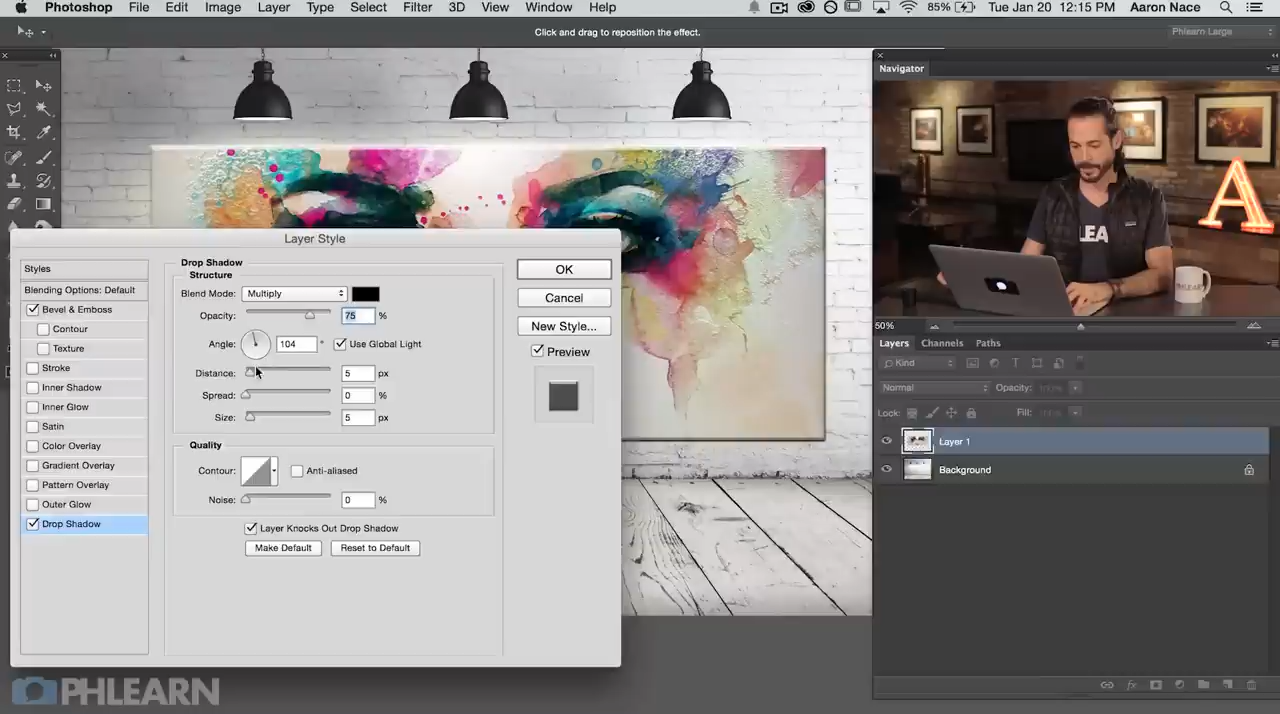 Photoshop File Edit Image Layer Type Select Filter 3D View Window Help 85% Tue Jan 20 12:15 PM Aaron Nace
Click and drag to reposition the effect.
Phlearn Large
Navigator
LEA
PHLEARN
A
50%
Layer Style
Styles
Blending Options: Default
Bevel & Emboss
Contour
Texture
Stroke
Inner Shadow
Inner Glow
Satin
Color Overlay
Gradient Overlay
Pattern Overlay
Outer Glow
Drop Shadow
Drop Shadow
Structure
Blend Mode: Multiply
Opacity: 75 %
Angle: 104 ° Use Global Light
Distance: 5 px
Spread: 0 %
Size: 5 px
Quality
Contour: Anti-aliased
Noise: 0 %
Layer Knocks Out Drop Shadow
Make Default Reset to Default
OK
Cancel
New Style...
Preview
Layers Channels Paths
Kind
Normal Opacity:
Lock: Fill:
Layer 1
Background
fx
PHLEARN